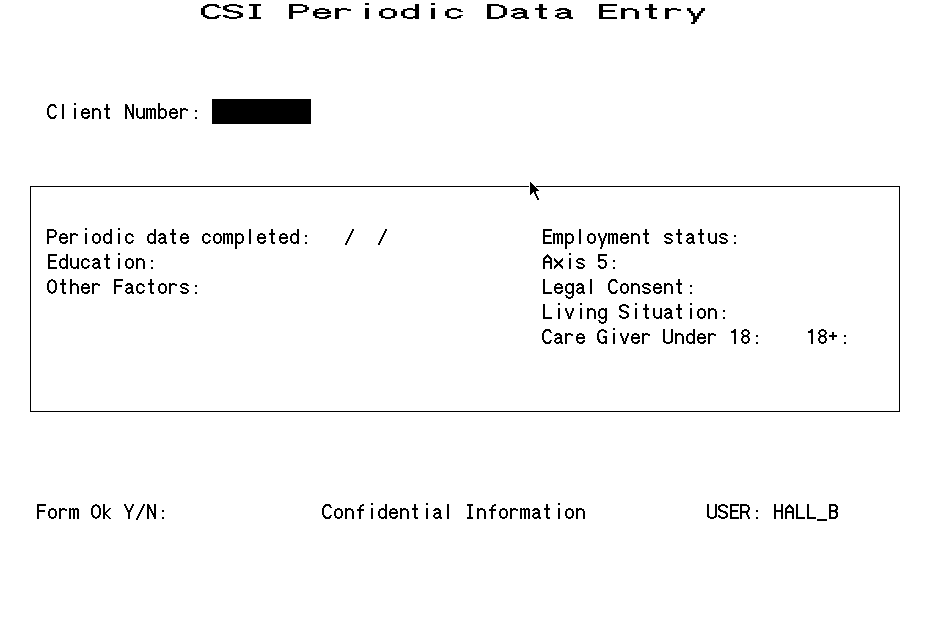 CSI Periodic Data Entry
Client Number:
Periodic date completed: / / Employment status:
Education: Axis 5:
Other Factors: Legal Consent:
Living Situation:
Care Giver Under 18: 18+:
Form Ok Y/N: Confidential Information USER: HALL_B